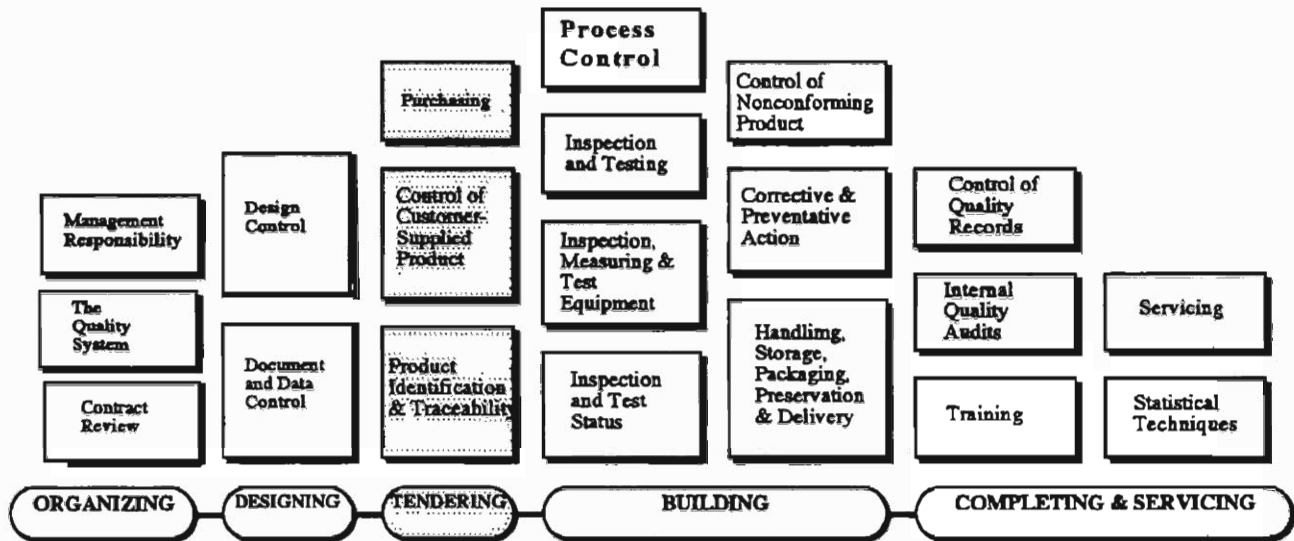 Management
Responsibility
The
Quality
System
Contract
Review
Design
Control
Document
and Data
Control
Purchasing
Control of
Customer-
Supplied
Product
Product
Identification
& Traceability
Process
Control
Inspection
and Testing
Inspection,
Measuring &
Test
Equipment
Inspection
and Test
Status
Control of
Nonconforming
Product
Corrective &
Preventative
Action
Handlimg,
Storage,
Packaging,
Preservation
& Delivery
Control of
Quality
Records
Internal
Quality
Audits
Training
Servicing
Statistical
Techniques
ORGANIZING
DESIGNING
TENDERING
BUILDING
COMPLETING & SERVICING